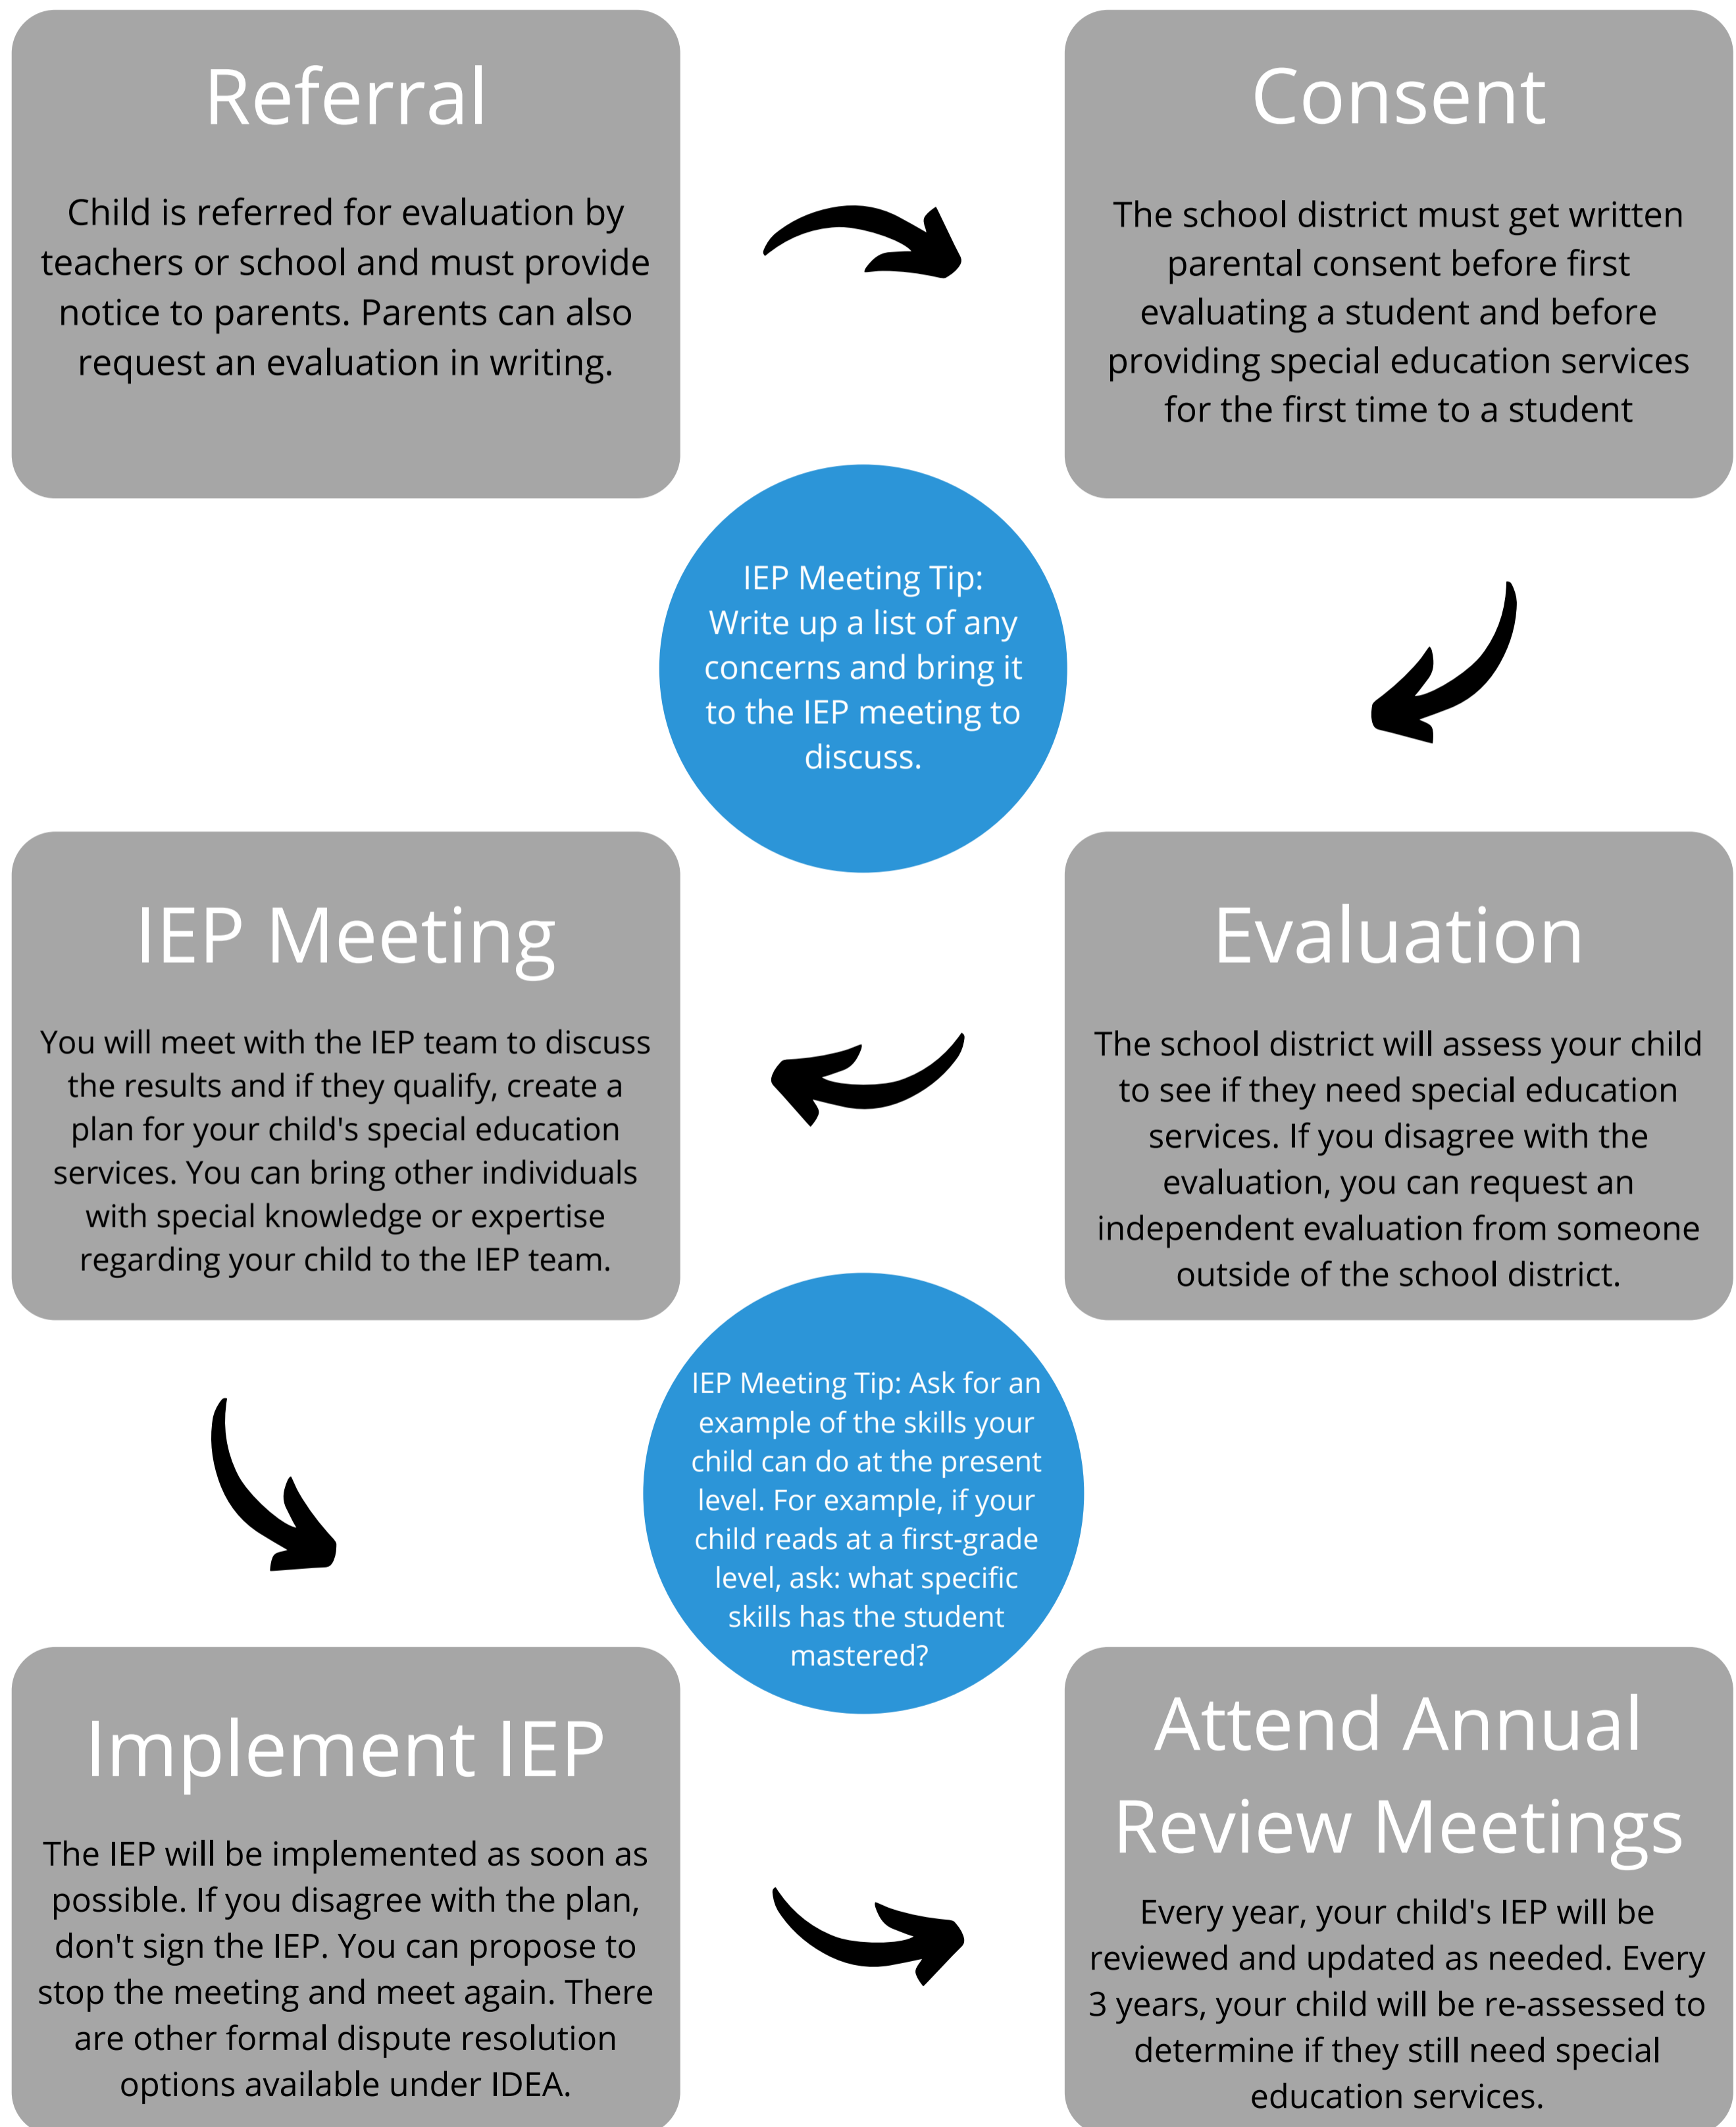 Referral
Child is referred for evaluation by
teachers or school and must provide
notice to parents. Parents can also
request an evaluation in writing.
Consent
The school district must get written
parental consent before first
evaluating a student and before
providing special education services
for the first time to a student
IEP Meeting Tip:
Write up a list of any
concerns and bring it
to the IEP meeting to
discuss.
Evaluation
The school district will assess your child
to see if they need special education
services. If you disagree with the
evaluation, you can request an
independent evaluation from someone
outside of the school district.
IEP Meeting
You will meet with the IEP team to discuss
the results and if they qualify, create a
plan for your child's special education
services. You can bring other individuals
with special knowledge or expertise
regarding your child to the IEP team.
IEP Meeting Tip: Ask for an
example of the skills your
child can do at the present
level. For example, if your
child reads at a first-grade
level, ask: what specific
skills has the student
mastered?
Implement IEP
The IEP will be implemented as soon as
possible. If you disagree with the plan,
don't sign the IEP. You can propose to
stop the meeting and meet again. There
are other formal dispute resolution
options available under IDEA.
Attend Annual
Review Meetings
Every year, your child's IEP will be
reviewed and updated as needed. Every
3 years, your child will be re-assessed to
determine if they still need special
education services.